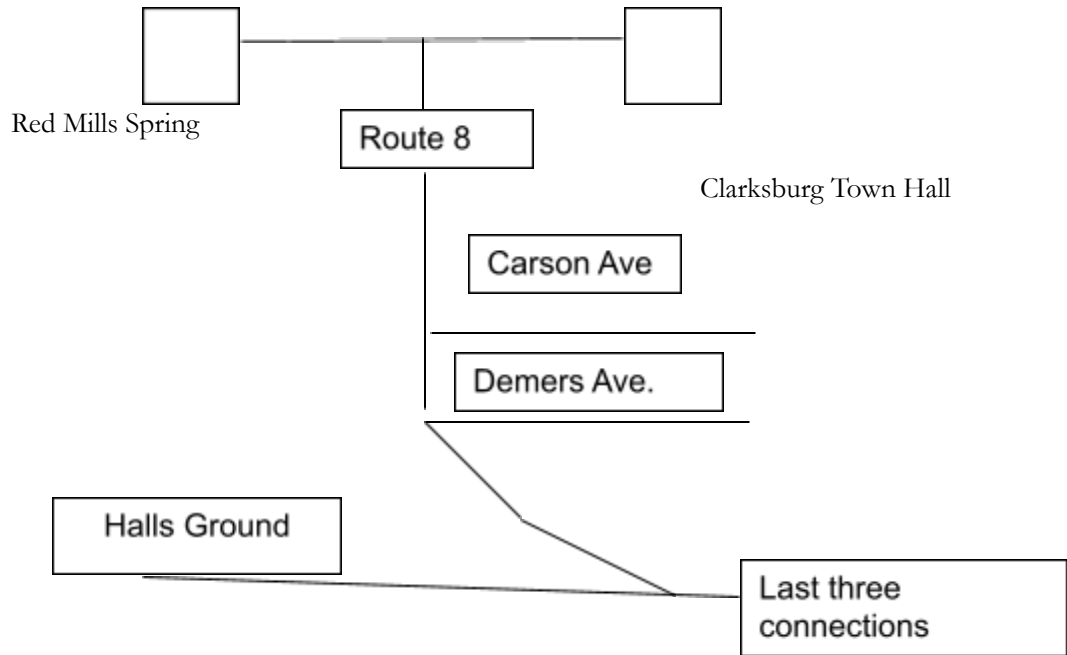 Red Mills Spring
Route 8
Clarksburg Town Hall
Carson Ave
Demers Ave.
Halls Ground
Last three
connections